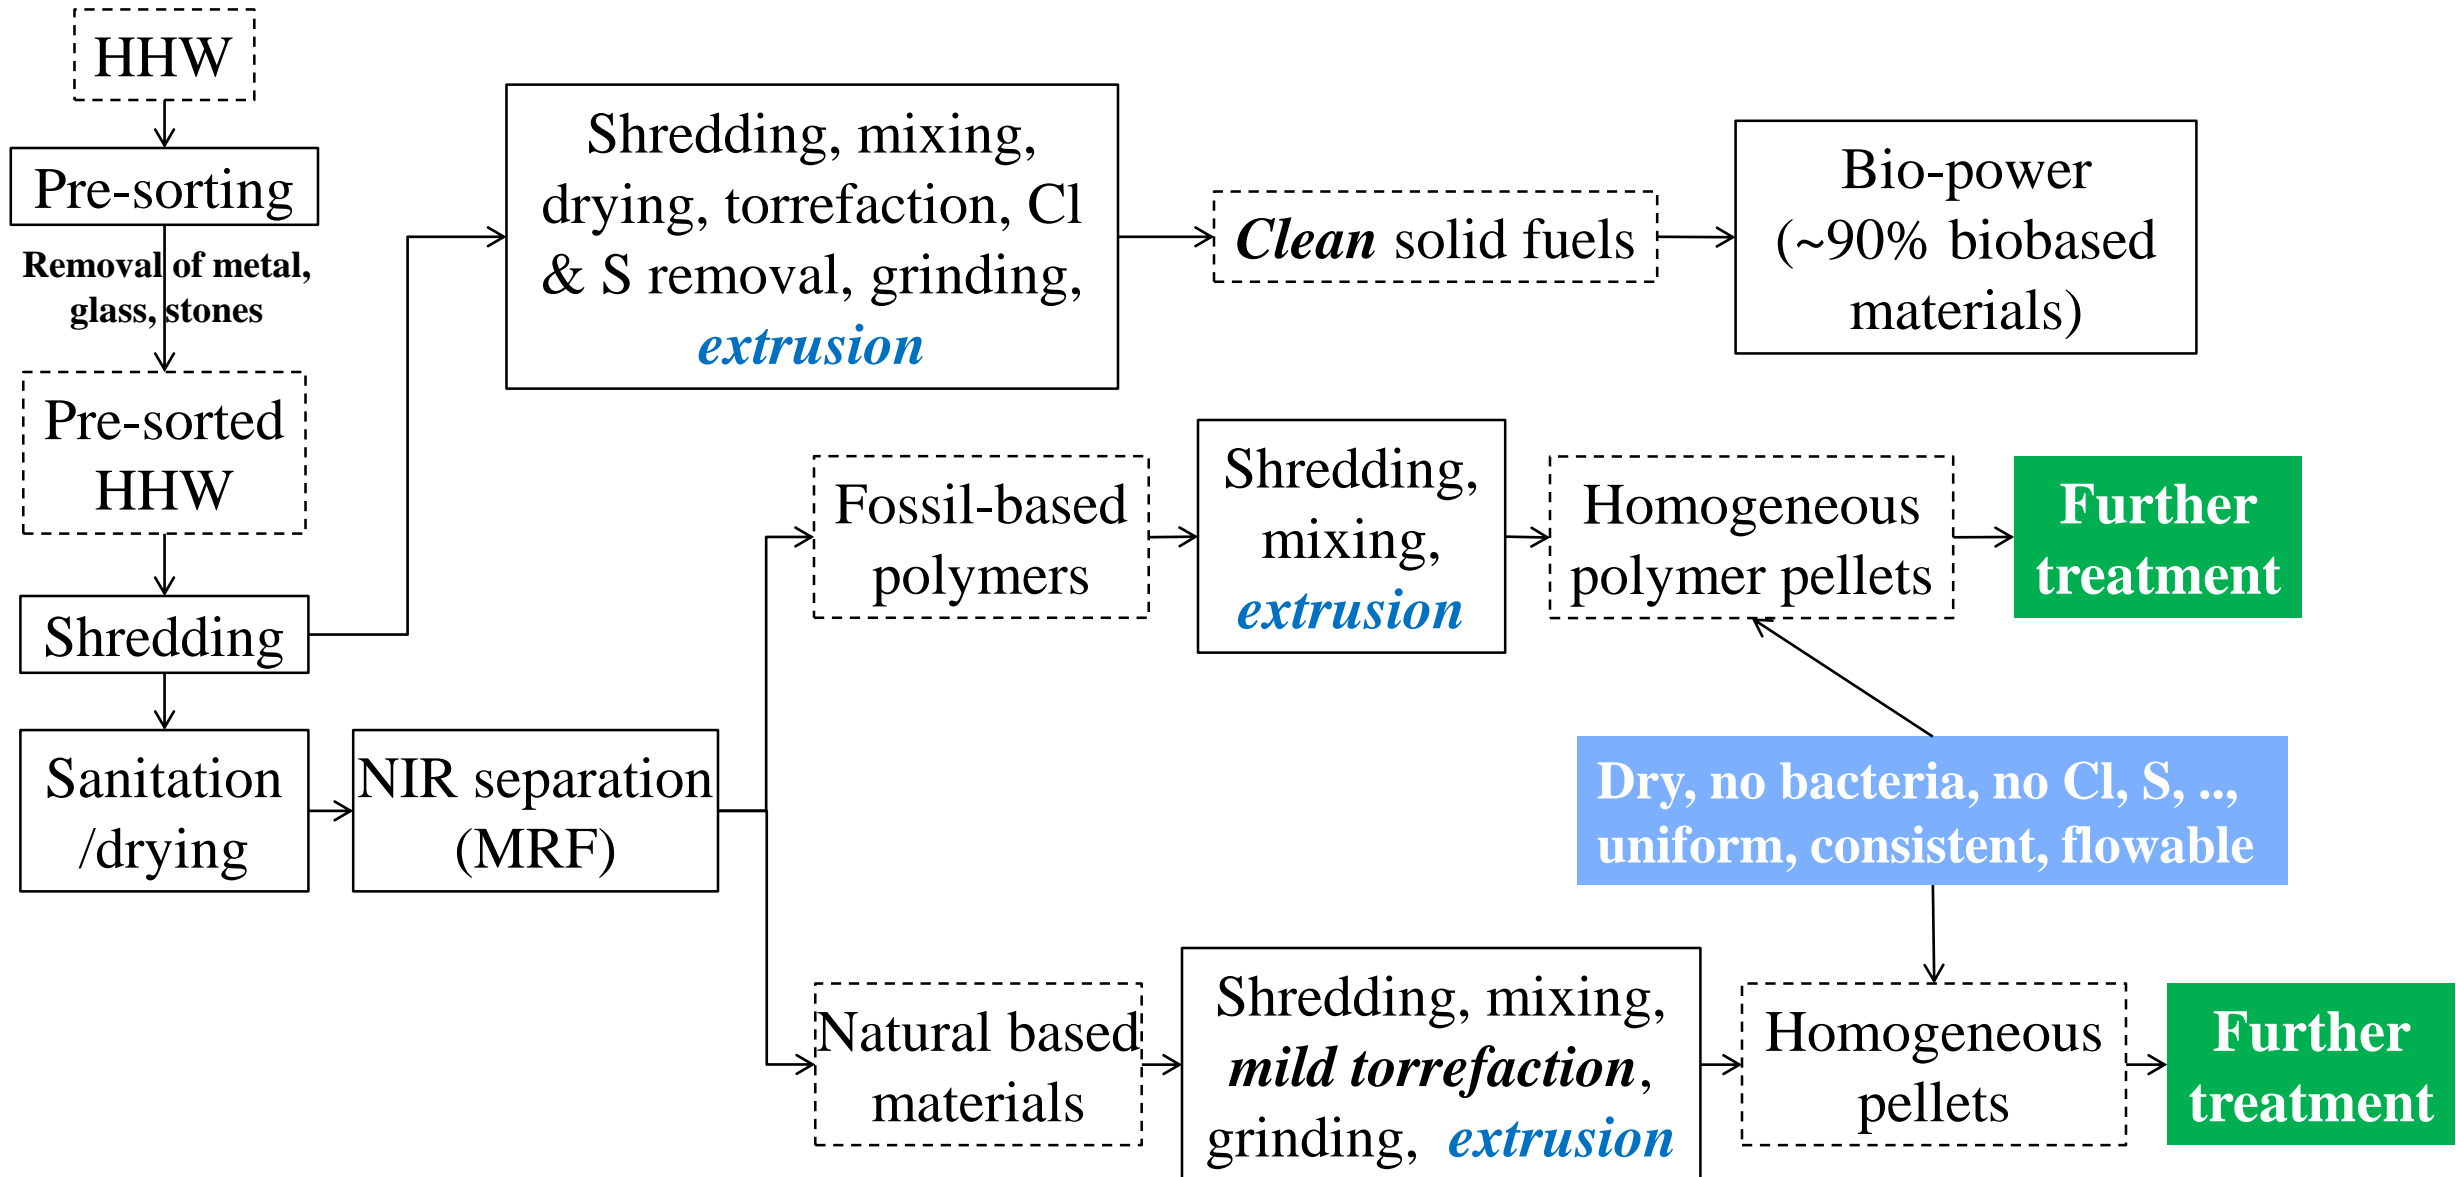 HHW
Pre-sorting
Removal of metal,
glass, stones
Pre-sorted
HHW
Shredding
Sanitation
/drying
NIR separation
(MRF)
Shredding, mixing,
drying, torrefaction, Cl
& S removal, grinding,
extrusion
Clean solid fuels
Bio-power
(~90% biobased
materials)
Fossil-based
polymers
Shredding,
mixing,
extrusion
Homogeneous
polymer pellets
Further
treatment
Dry, no bacteria, no Cl, S, ..,
uniform, consistent, flowable
Natural based
materials
Shredding, mixing,
mild torrefaction,
grinding, extrusion
Homogeneous
pellets
Further
treatment